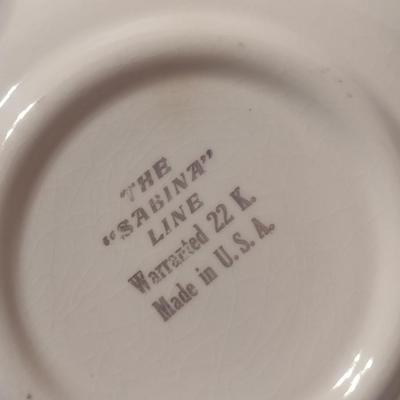 THE
"SABINA"
LINE
Warranted 22 K.
Made in U. S. A.